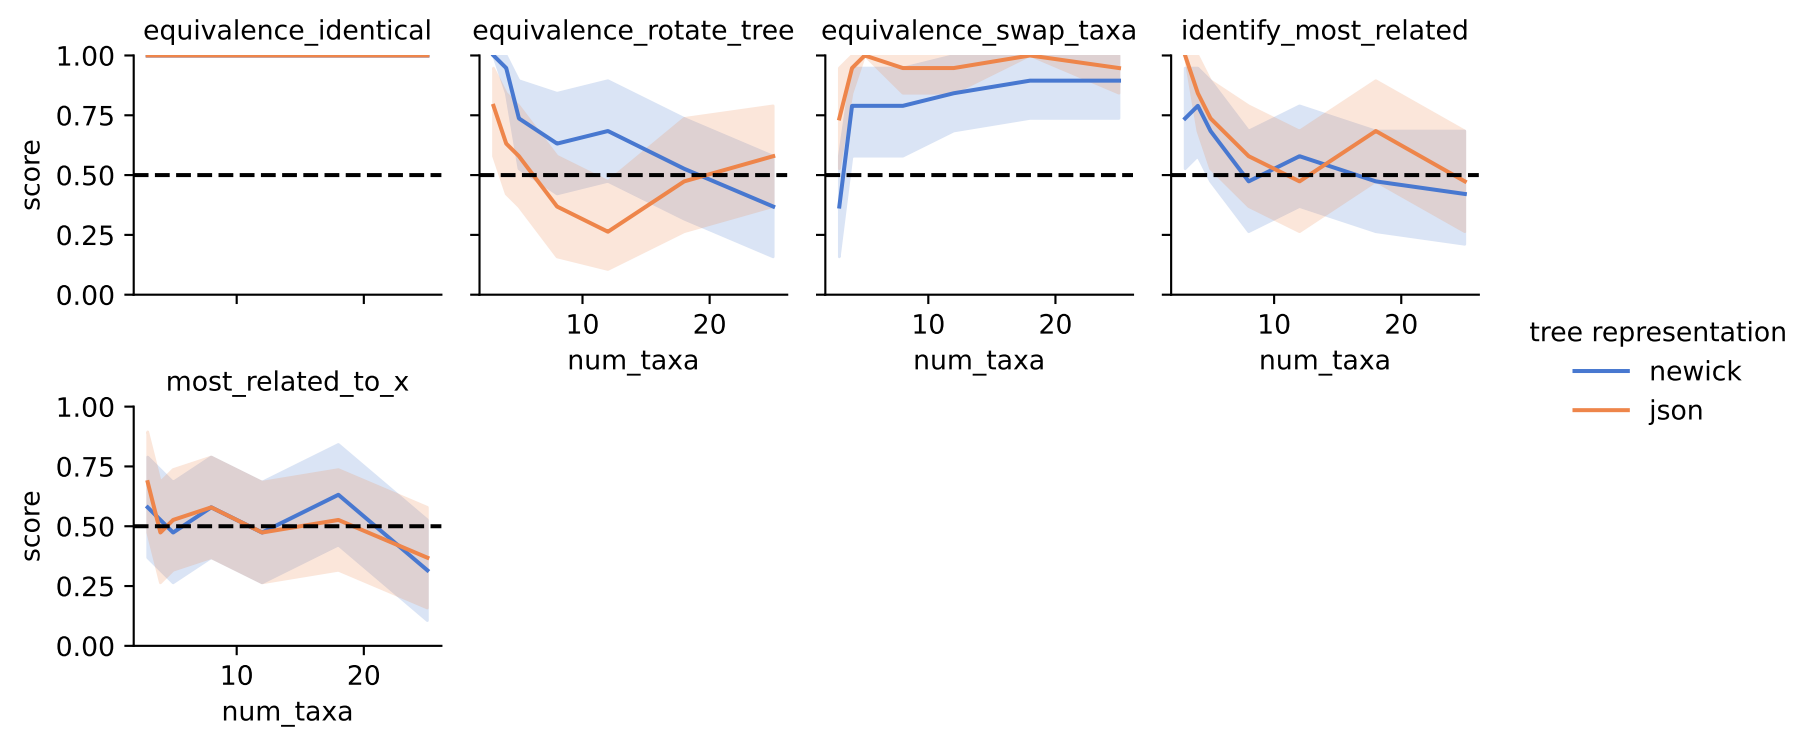 equivalence_identical
equivalence_rotate_tree
equivalence_swap_taxa
identify_most_related
1.00
0.75
0.50
0.25
0.00
score
10 20
10 20
10 20
num_taxa
num_taxa
num_taxa
tree representation
newick
json
most_related_to_x
1.00
0.75
0.50
0.25
0.00
score
10 20
num_taxa